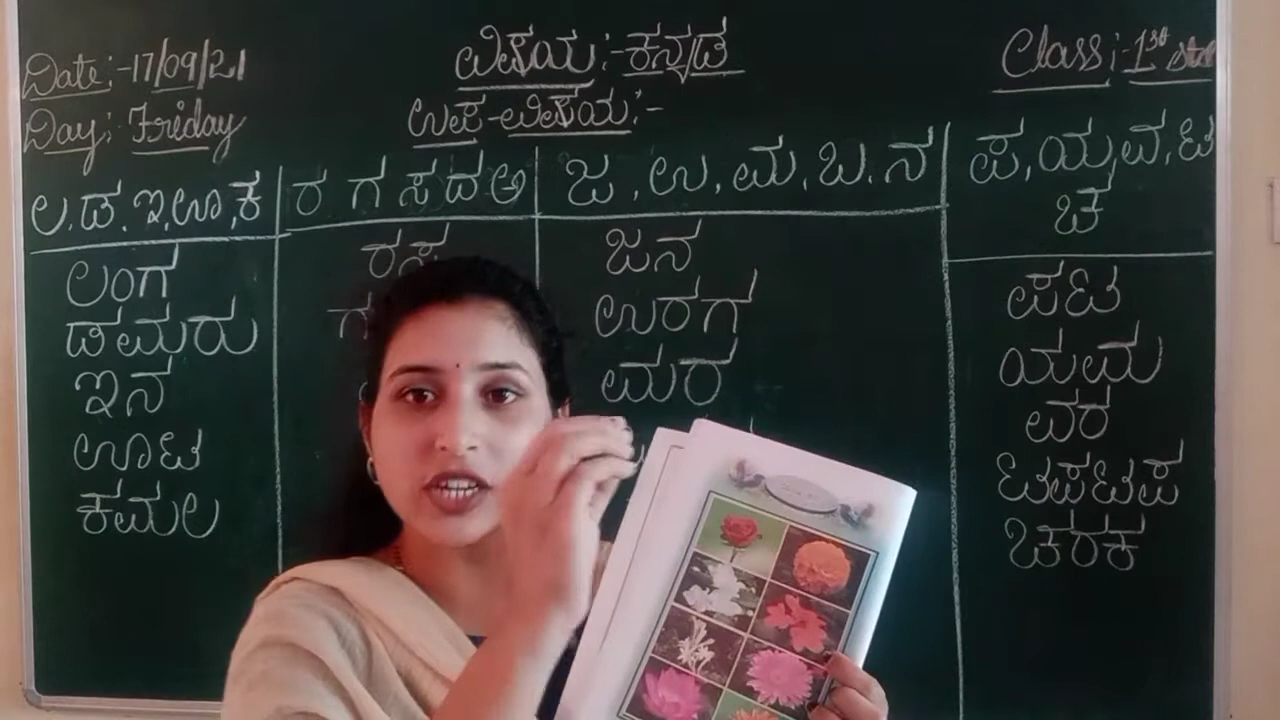 Date:-17/09/21
Day:-Friday
ವಿಷಯ:-ಕನ್ನಡ
ಉಪ-ವಿಷಯ:-
Class:-1st std
ಲ.ಡ.ಇ.ಊ,ಕ
ಲಂಗ
ಡಮರು
ಇನ
ಊಟ
ಕಮಲ
ರ ಗ ಸ ದ ಅ
ಜ.ಉ.ಮ.ಬ.ನ
ಜನ
ಉರಗ
ಮರ
ಪ,ಯ,ವ,ಟ
ಚ
ಪಟ
ಯಮ
ವರ
ಟಪಟಪ
ಚರಕ